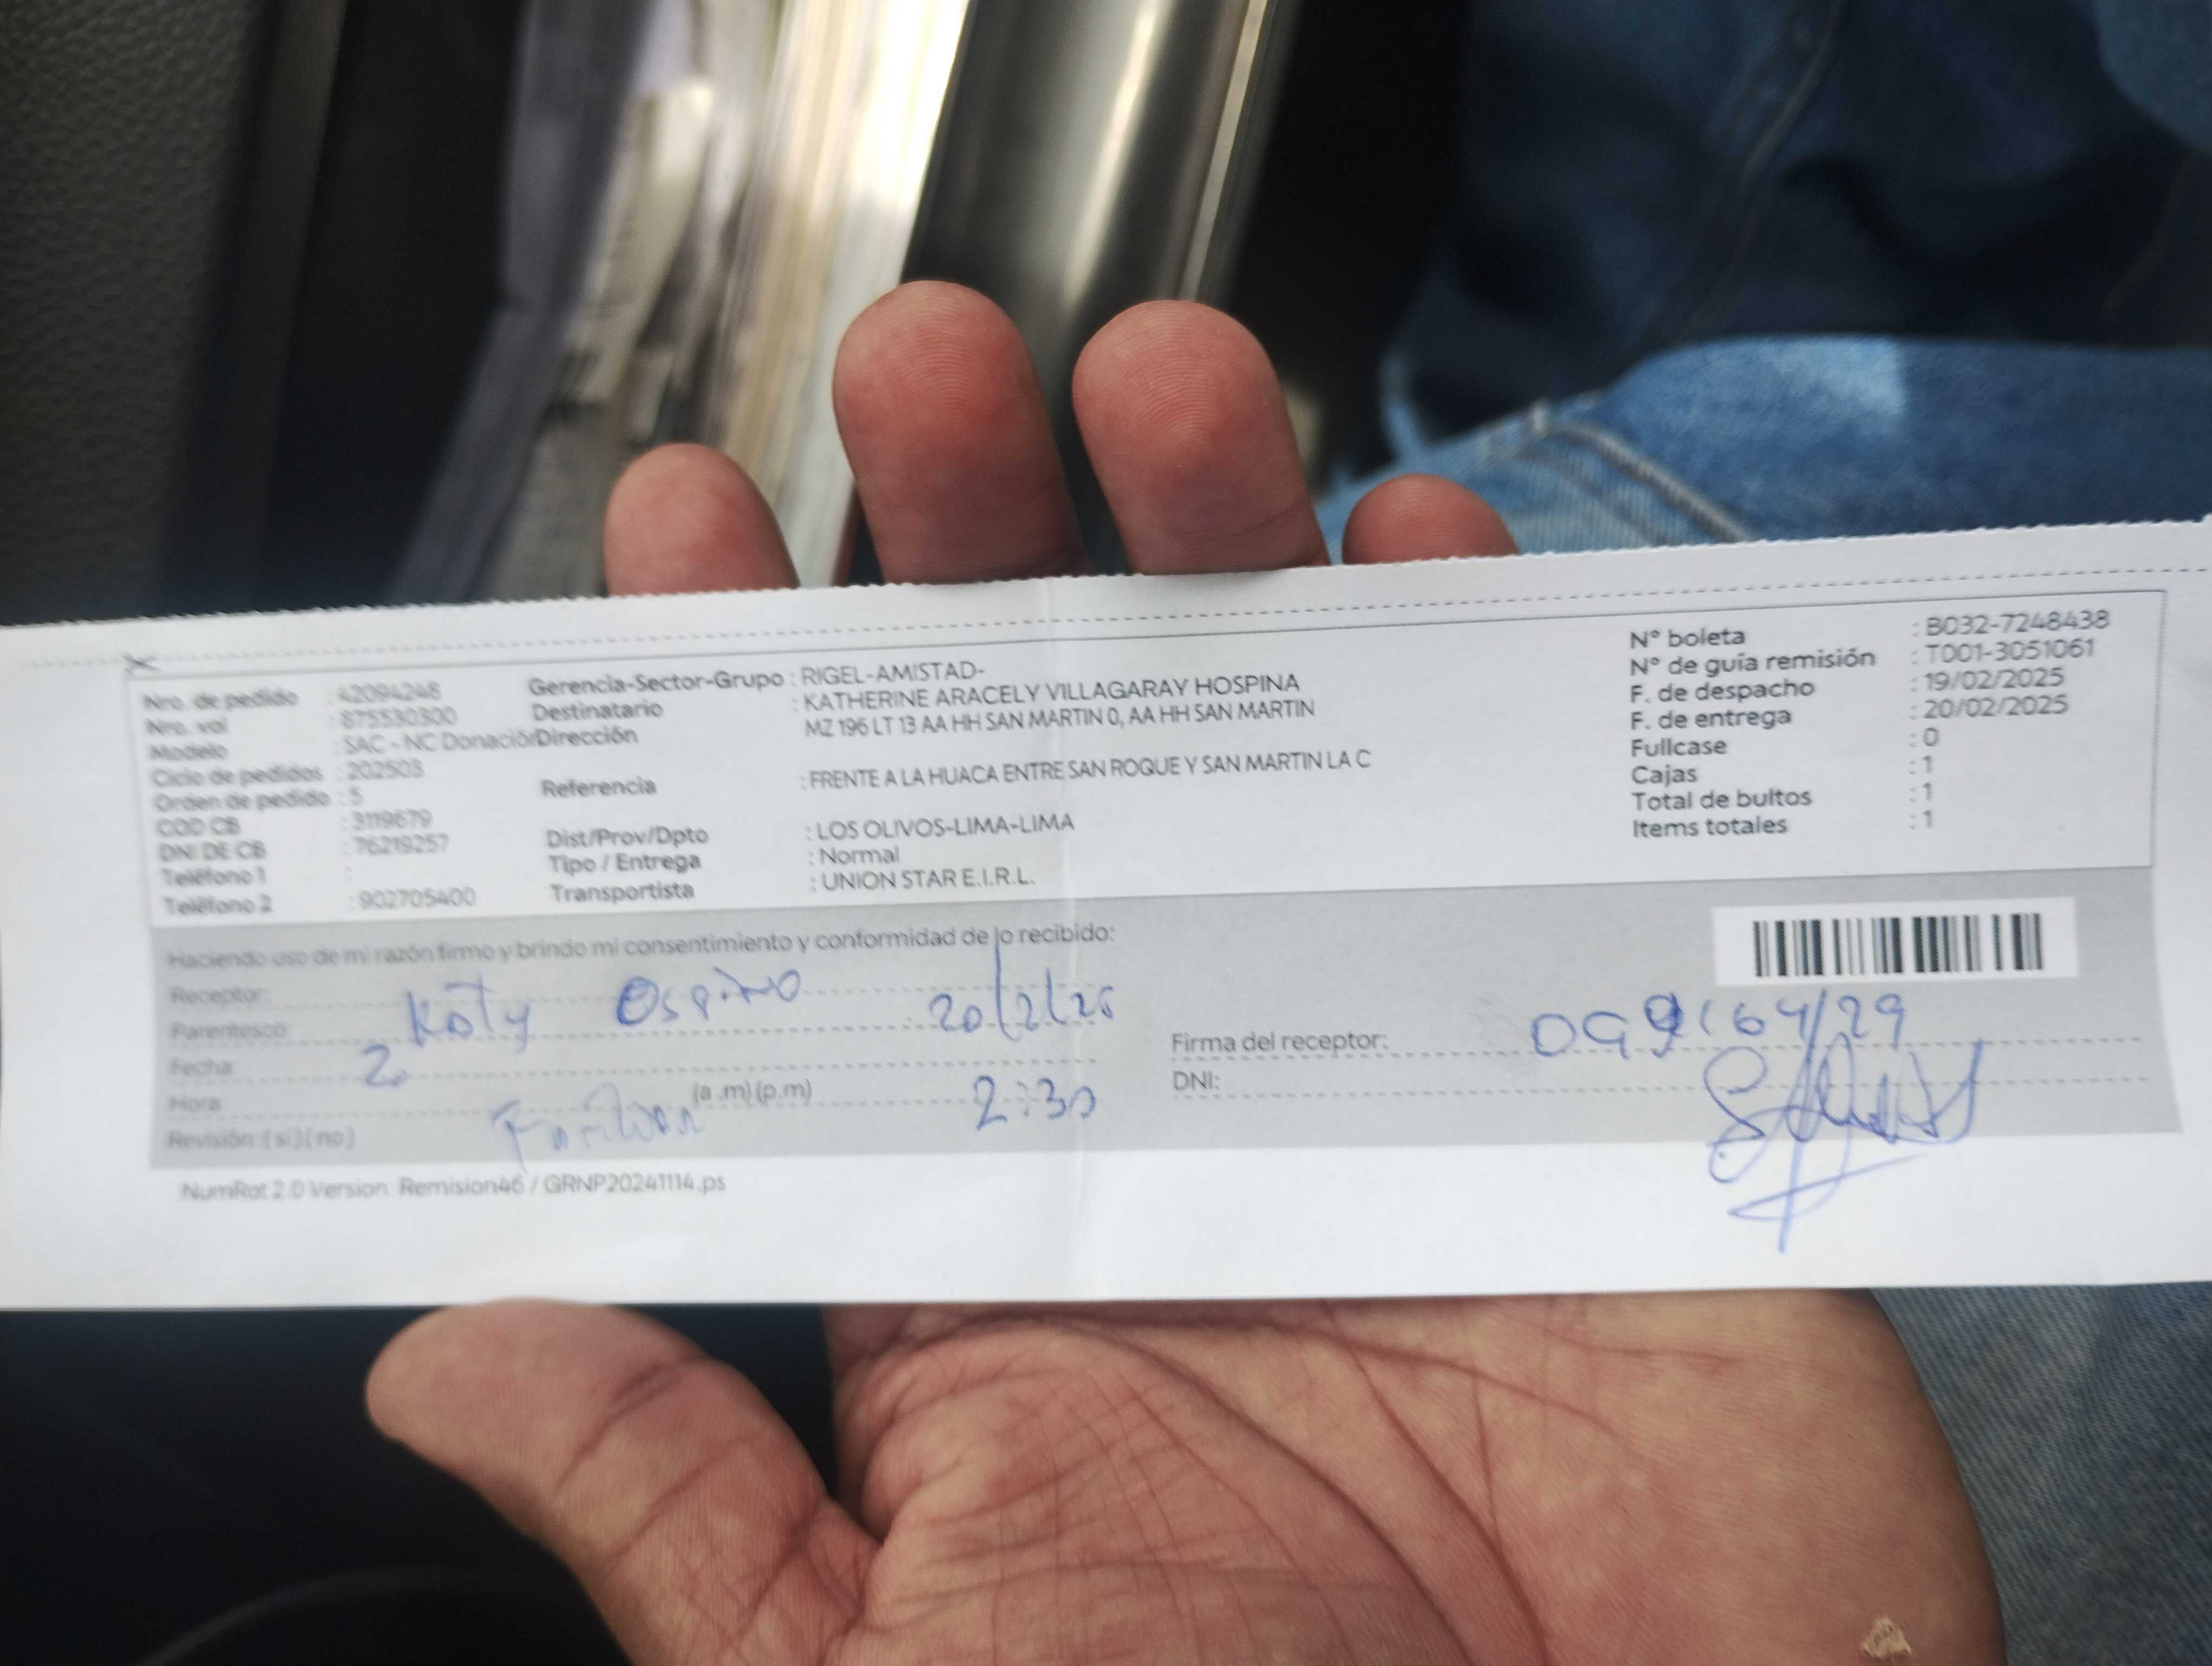 Nro. de pedido : 42094248
Nro. val : 875530300
Modelo : SAC - NC Donación
Ciclo de pedidos : 202503
Orden de pedido : 5
COD CB : 3119679
DNI DE CB : 76219257
Teléfono 1 :
Teléfono 2 : 902705400
Gerencia-Sector-Grupo : RIGEL-AMISTAD-
Destinatario : KATHERINE ARACELY VILLAGARAY HOSPINA
Dirección MZ 196 LT 13 AA HH SAN MARTIN 0, AA HH SAN MARTIN
Referencia : FRENTE A LA HUACA ENTRE SAN ROQUE Y SAN MARTIN LA C
Dist/Prov/Dpto : LOS OLIVOS-LIMA-LIMA
Tipo / Entrega : Normal
Transportista : UNION STAR E.I.R.L.
N° boleta : B032-7248438
N° de guía remisión : T001-3051061
F. de despacho : 19/02/2025
F. de entrega : 20/02/2025
Fullcase : 0
Cajas : 1
Total de bultos : 1
Items totales : 1
Haciendo uso de mi razón firmo y brindo mi consentimiento y conformidad de lo recibido:
Receptor:
Katy Ospino
Parentesco:
Fecha:
2
Hora: (a .m) (p.m) 2:30
Revisión: ( si ) ( no )
Firma del receptor:
DNI:
NumRot 2.0 Version: Remision46 / GRNP20241114.ps